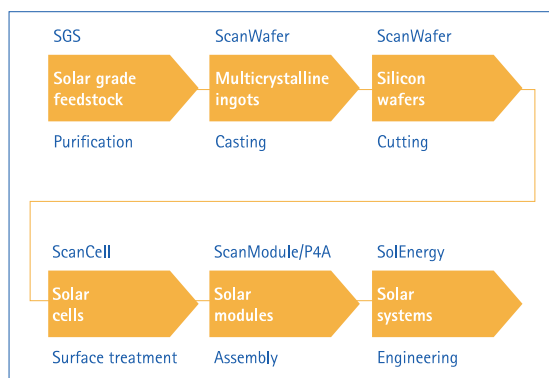 SGS
Solar grade
feedstock
Purification
ScanWafer
Multicrystalline
ingots
Casting
ScanWafer
Silicon
wafers
Cutting
ScanCell
Solar
cells
Surface treatment
ScanModule/P4A
Solar
modules
Assembly
SolEnergy
Solar
systems
Engineering